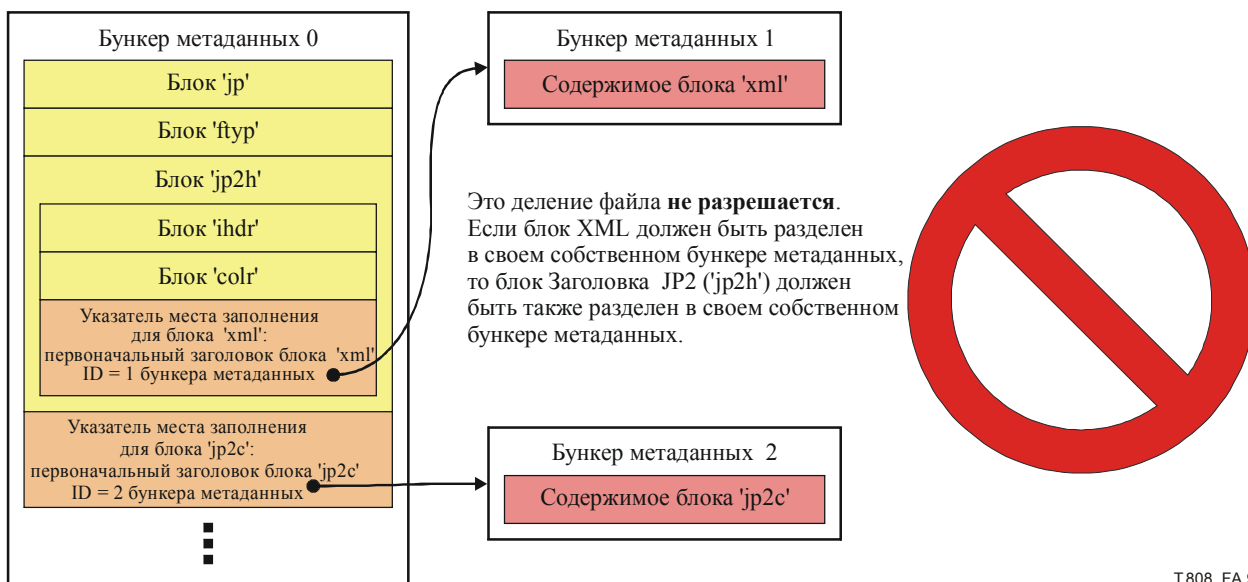 Бункер метаданных 0
Блок 'jp'
Блок 'ftyp'
Блок 'jp2h'
Блок 'ihdr'
Блок 'colr'
Указатель места заполнения
для блока 'xml':
первоначальный заголовок блока 'xml'
ID = 1 бункера метаданных
Указатель места заполнения
для блока 'jp2c':
первоначальный заголовок блока 'jp2c'
ID = 2 бункера метаданных
Бункер метаданных 1
Содержимое блока 'xml'
Это деление файла не разрешается.
Если блок XML должен быть разделен
в своем собственном бункере метаданных,
то блок Заголовка JP2 ('jp2h') должен
быть также разделен в своем собственном
бункере метаданных.
Бункер метаданных 2
Содержимое блока 'jp2c'
T.808_FA